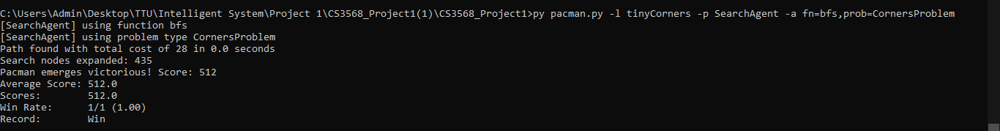 C:\Users\Admin\Desktop\TTU\Intelligent System\Project 1\CS3568_Project1(1)\CS3568_Project1>py pacman.py -l tinyCorners -p SearchAgent -a fn=bfs,prob=CornersProblem
[SearchAgent] using function bfs
[SearchAgent] using problem type CornersProblem
Path found with total cost of 28 in 0.0 seconds
Search nodes expanded: 435
Pacman emerges victorious! Score: 512
Average Score: 512.0
Scores:        512.0
Win Rate:      1/1 (1.00)
Record:        Win